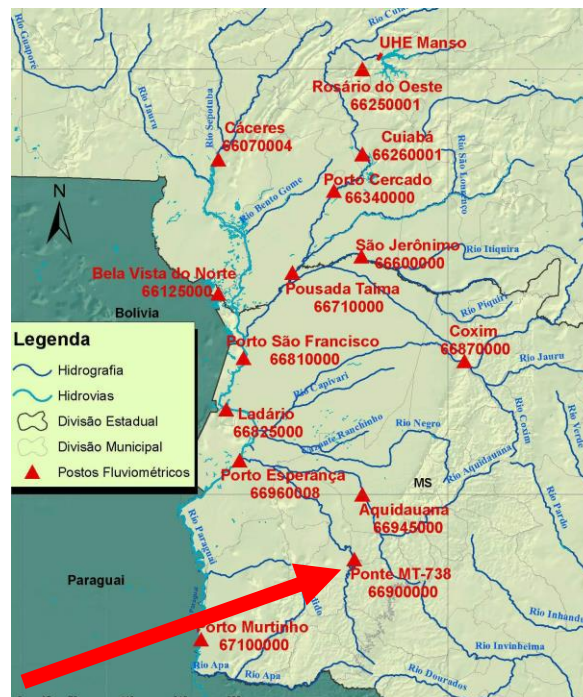 Rio Guaporé
Rio Jauru
Rio Sepotuba
Rio Cuiabá
UHE Manso
Rosário do Oeste
66250001
Cáceres
66070004
Cuiabá
66260001
Rio São Lourenço
Rio Bento Gome
Porto Cercado
66340000
N
São Jerônimo
66600000
Rio Itiquira
Bela Vista do Norte
66125000
Pousada Taima
66710000
Rio Piquiri
Bolivia
Legenda
Hidrografia
Hidrovias
Divisão Estadual
Divisão Municipal
Postos Fluviométricos
Porto São Francisco
66810000
Coxim
66870000
Rio Jauru
Rio Capivari
Ladário
66825000
Ranchinho
Rio Negro
Rio Coxim
Rio Verde
Porto Esperança
66960008
Rio Aquidauana
MS
Aquidauana
66945000
Rio Pardo
Rio Paraguai
Ponte MT-738
66900000
Paraguai
Porto Murtinho
67100000
Rio Inhandu
Rio Invinheima
Rio Apa
Rio Apa
Rio Dourados